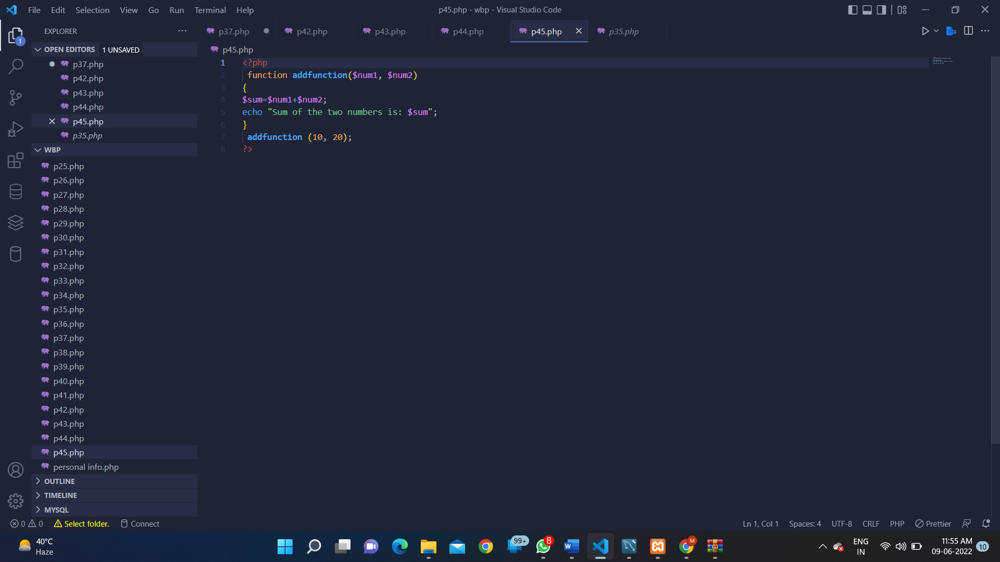 File Edit Selection View Go Run Terminal Help
p45.php - wbp - Visual Studio Code
EXPLORER
p37.php
p42.php
p43.php
p44.php
p45.php
p35.php
1
OPEN EDITORS 1 UNSAVED
p37.php
p42.php
p43.php
p44.php
p45.php
p35.php
WBP
p25.php
p26.php
p27.php
p28.php
p29.php
p30.php
p31.php
p32.php
p33.php
p34.php
p35.php
p36.php
p37.php
p38.php
p39.php
p40.php
p41.php
p42.php
p43.php
p44.php
p45.php
personal info.php
OUTLINE
TIMELINE
MYSQL
p45.php
1 <?php
2 function addfunction($num1, $num2)
3 {
4 $sum=$num1+$num2;
5 echo "Sum of the two numbers is: $sum";
6 }
7 addfunction (10, 20);
8 ?>
0 0 Select folder. Connect
Ln 1, Col 1 Spaces: 4 UTF-8 CRLF PHP Prettier
40°C
Haze
99+
8
W
M
ENG
IN
11:55 AM
09-06-2022
10